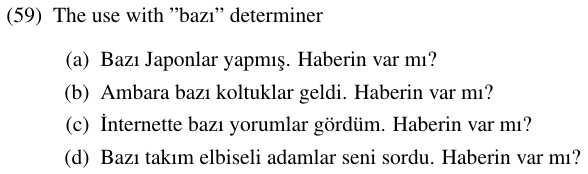 (59) The use with ”bazı” determiner
(a) Bazı Japonlar yapmış. Haberin var mı?
(b) Ambara bazı koltuklar geldi. Haberin var mı?
(c) İnternette bazı yorumlar gördüm. Haberin var mı?
(d) Bazı takım elbiseli adamlar seni sordu. Haberin var mı?